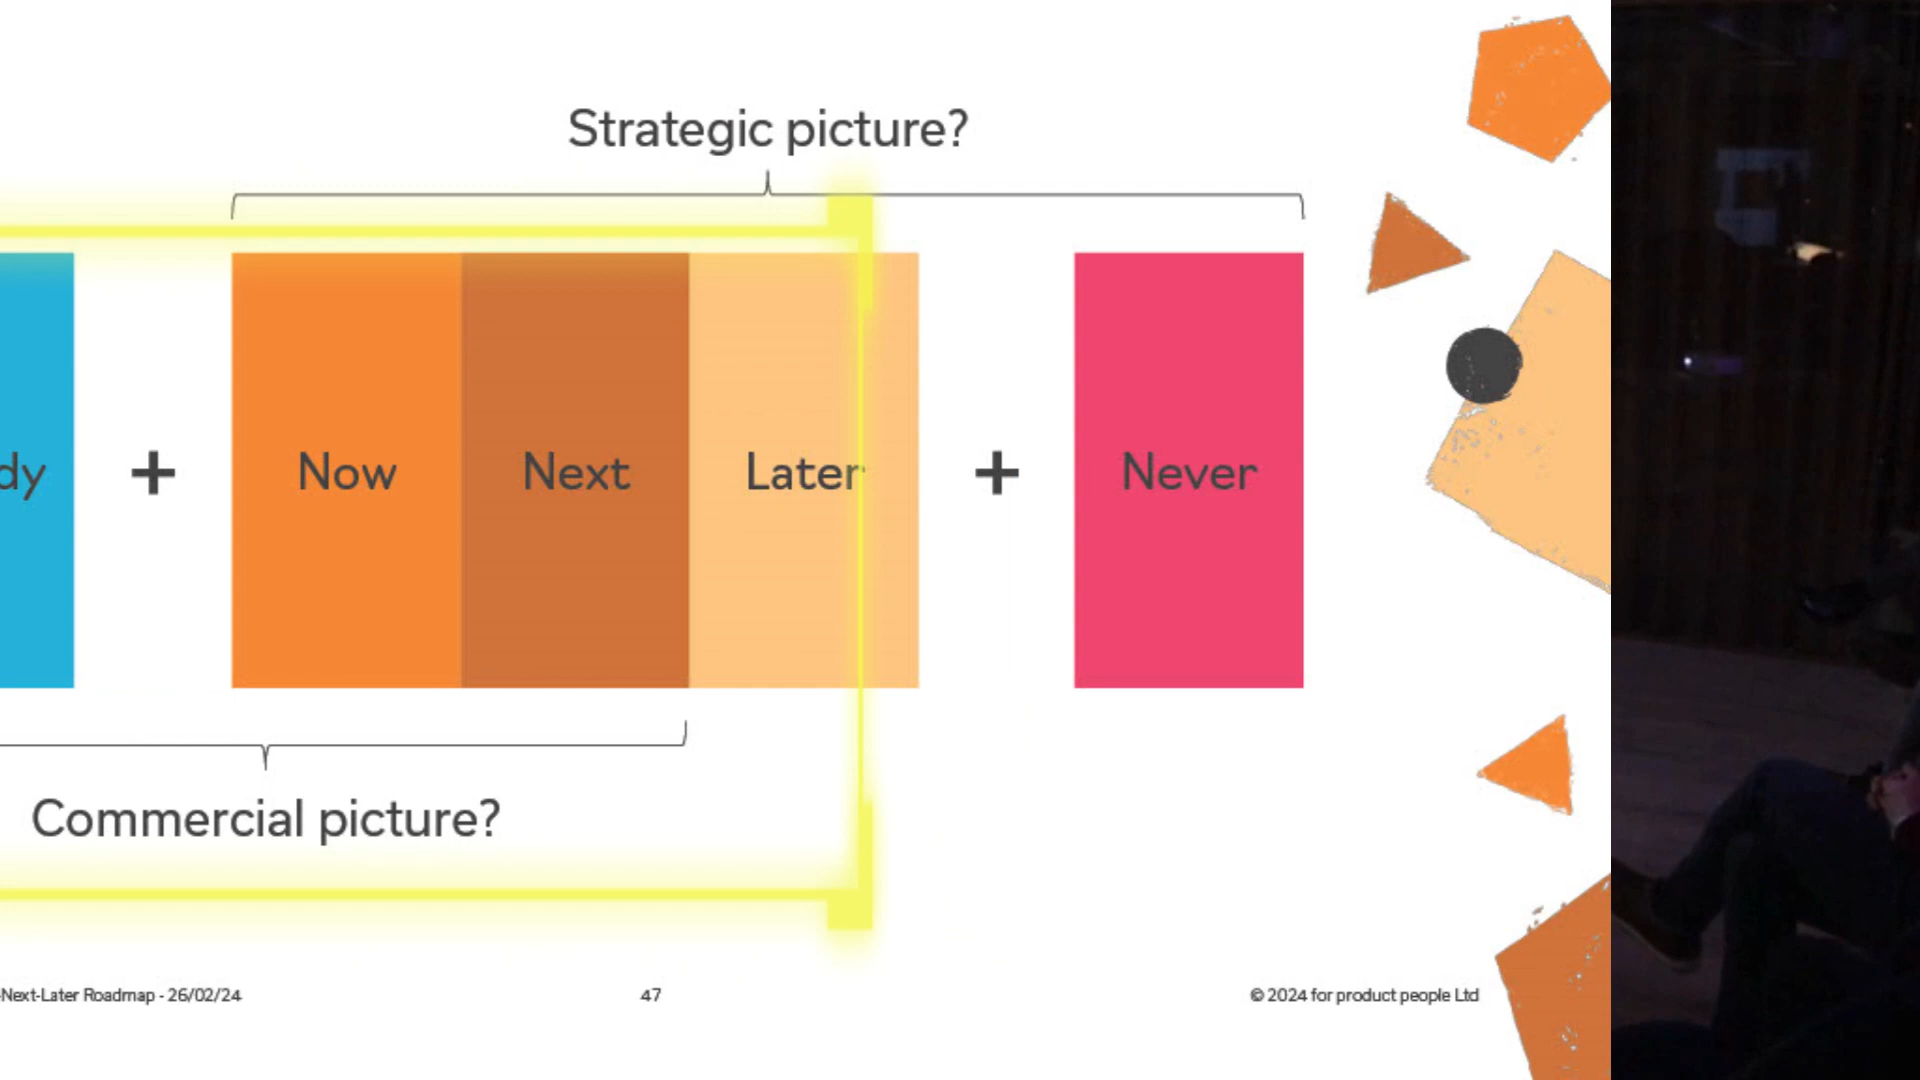 Strategic picture?
dy + Now Next Later + Never
Commercial picture?
-Next-Later Roadmap - 26/02/24
47
© 2024 for product people Ltd